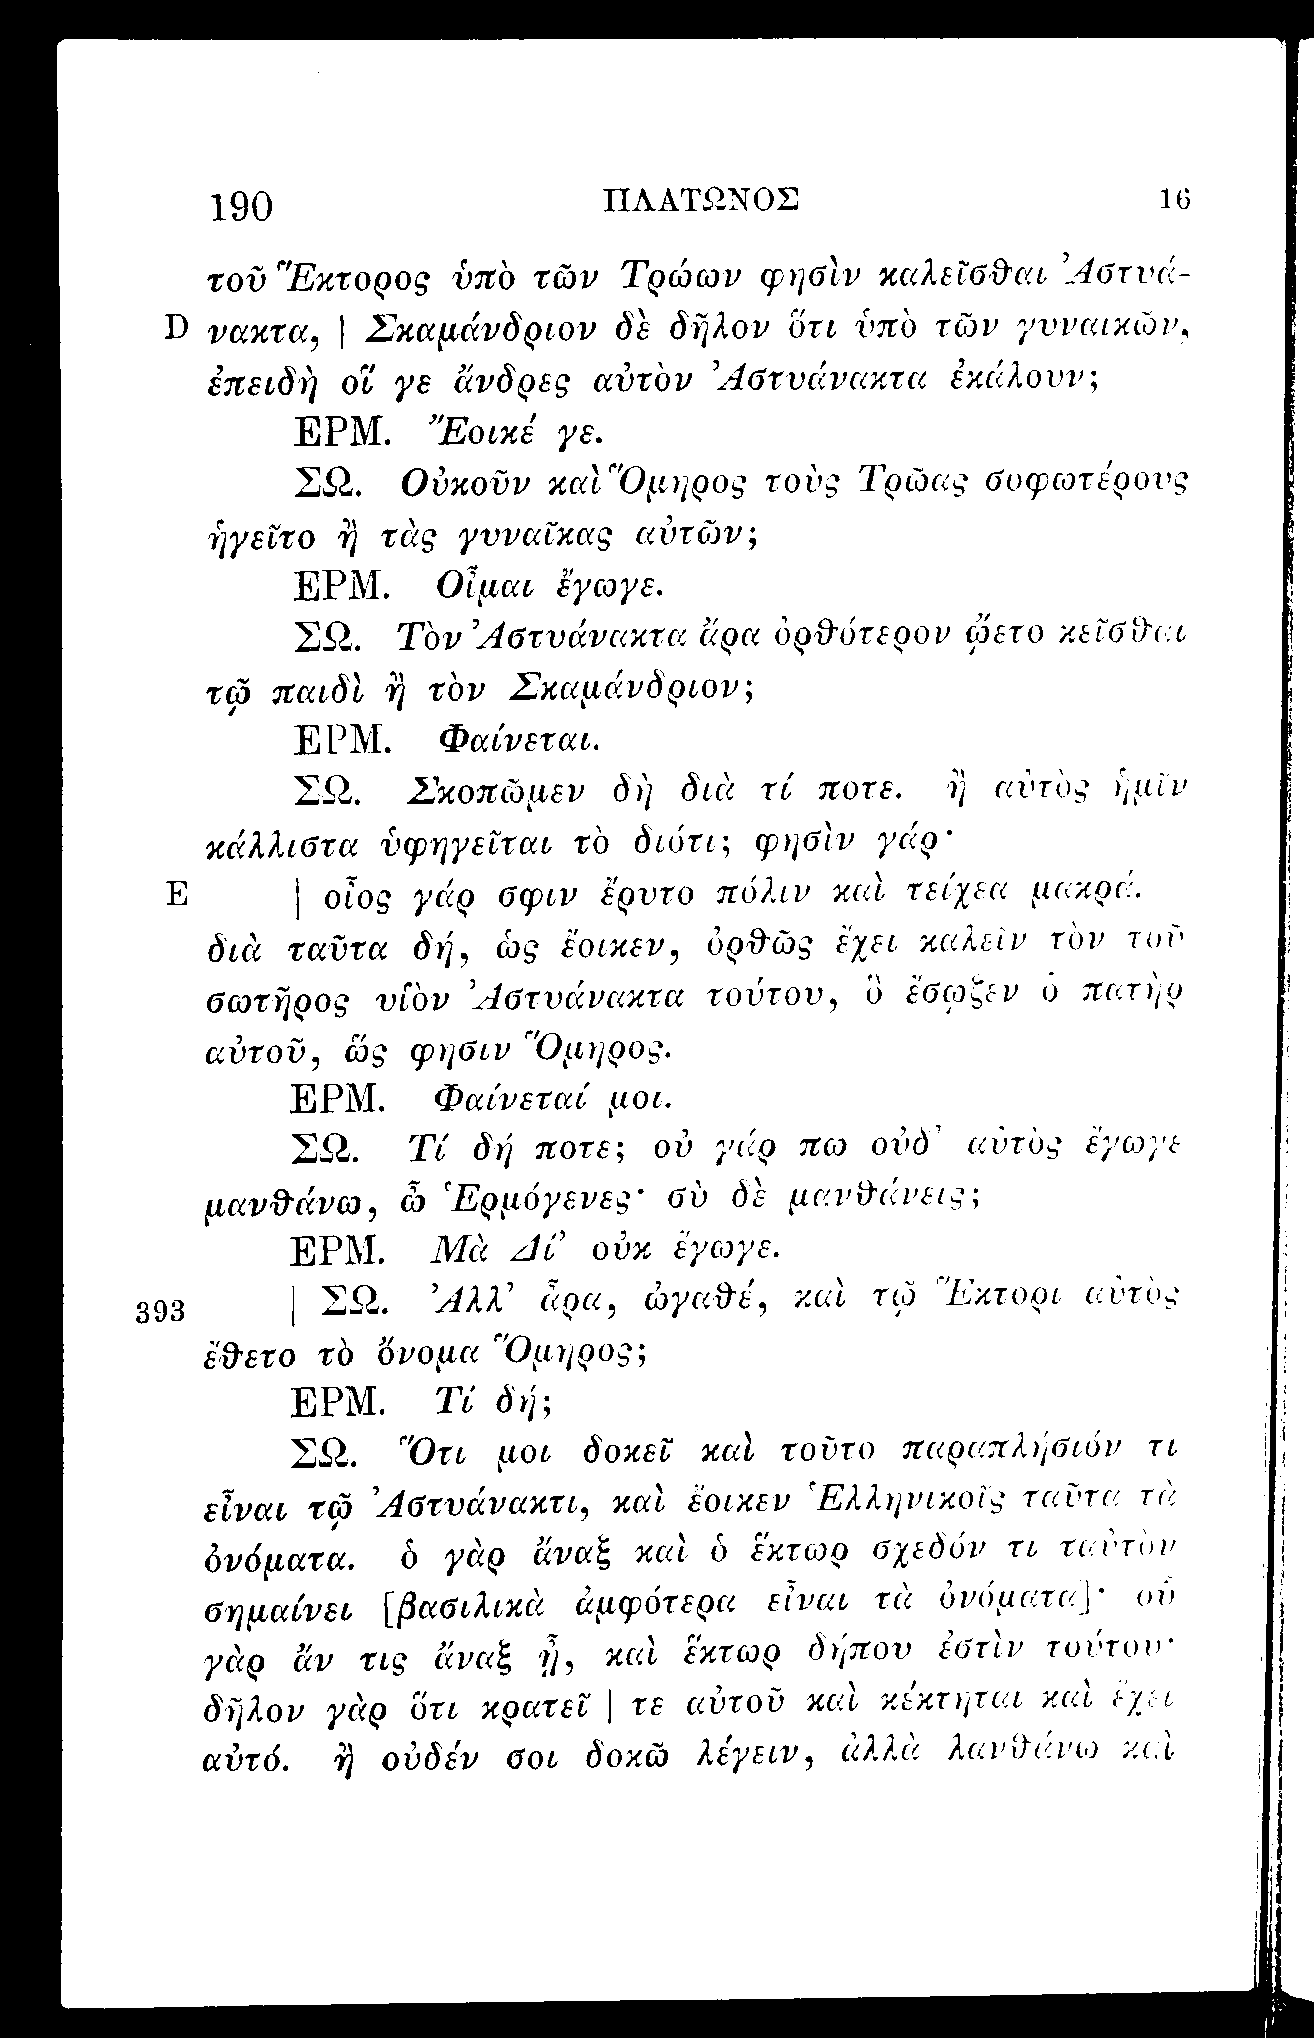 190 ΠΛΑΤΩΝΟΣ 16
τοῦ Ἕκτορος ὑπὸ τῶν Τρώων φησὶν καλεῖσθαι Ἀστυά-
D νακτα, | Σκαμάνδριον δὲ δῆλον ὅτι ὑπὸ τῶν γυναικῶν,
ἐπειδὴ οἵ γε ἄνδρες αὐτὸν Ἀστυάνακτα ἐκάλουν;
ΕΡΜ. Ἔοικέ γε.
ΣΩ. Οὐκοῦν καὶ Ὅμηρος τοὺς Τρῶας σοφωτέρους
ἡγεῖτο ἢ τὰς γυναῖκας αὐτῶν;
ΕΡΜ. Οἶμαι ἔγωγε.
ΣΩ. Τὸν Ἀστυάνακτα ἄρα ὀρθότερον ᾤετο κεῖσθαι
τῷ παιδὶ ἢ τὸν Σκαμάνδριον;
ΕΡΜ. Φαίνεται.
ΣΩ. Σκοπῶμεν δὴ διὰ τί ποτε. ἢ αὐτὸς ἡμῖν
κάλλιστα ὑφηγεῖται τὸ διότι; φησὶν γάρ·
E | οἶος γάρ σφιν ἔρυτο πόλιν καὶ τείχεα μακρά.
διὰ ταῦτα δή, ὡς ἔοικεν, ὀρθῶς ἔχει καλεῖν τὸν τοῦ
σωτῆρος υἱὸν Ἀστυάνακτα τούτου, ὃ ἔσῳζεν ὁ πατὴρ
αὐτοῦ, ὥς φησιν Ὅμηρος.
ΕΡΜ. Φαίνεταί μοι.
ΣΩ. Τί δή ποτε; οὐ γάρ πω οὐδ’ αὐτὸς ἔγωγε
μανθάνω, ὦ Ἑρμόγενες· σὺ δὲ μανθάνεις;
ΕΡΜ. Μὰ Δί’ οὐκ ἔγωγε.
393 | ΣΩ. Ἀλλ’ ἆρα, ὠγαθέ, καὶ τῷ Ἕκτορι αὐτὸς
ἔθετο τὸ ὄνομα Ὅμηρος;
ΕΡΜ. Τί δή;
ΣΩ. Ὅτι μοι δοκεῖ καὶ τοῦτο παραπλήσιόν τι
εἶναι τῷ Ἀστυάνακτι, καὶ ἔοικεν Ἑλληνικοῖς ταῦτα τὰ
ὀνόματα. ὁ γὰρ ἄναξ καὶ ὁ ἕκτωρ σχεδόν τι ταὐτὸν
σημαίνει [βασιλικὰ ἀμφότερα εἶναι τὰ ὀνόματα]· οὗ
γὰρ ἄν τις ἄναξ ᾖ, καὶ ἕκτωρ δήπου ἐστὶν τούτου·
δῆλον γὰρ ὅτι κρατεῖ | τε αὐτοῦ καὶ κέκτηται καὶ ἔχει
αὐτό. ἢ οὐδέν σοι δοκῶ λέγειν, ἀλλὰ λανθάνω καὶ